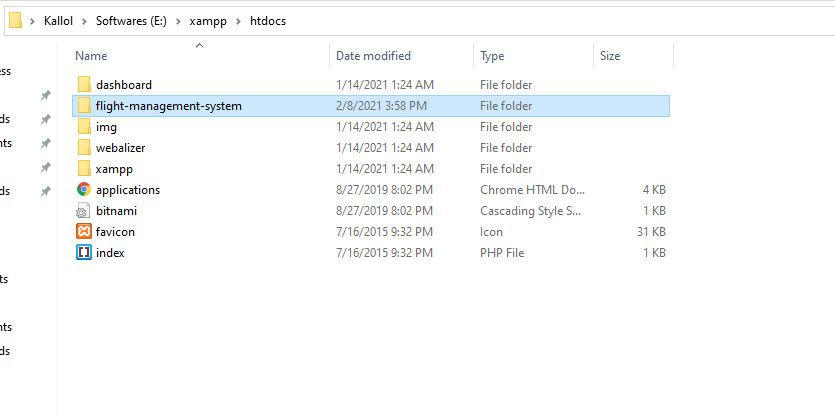 Kallol > Softwares (E:) > xampp > htdocs
Name Date modified Type Size
ess
dashboard 1/14/2021 1:24 AM File folder
flight-management-system 2/8/2021 3:58 PM File folder
ds
img 1/14/2021 1:24 AM File folder
nts
webalizer 1/14/2021 1:24 AM File folder
xampp 1/14/2021 1:24 AM File folder
ds
applications 8/27/2019 8:02 PM Chrome HTML Do... 4 KB
bitnami 8/27/2019 8:02 PM Cascading Style S... 1 KB
favicon 7/16/2015 9:32 PM Icon 31 KB
index 7/16/2015 9:32 PM PHP File 1 KB
ts
nts
ds